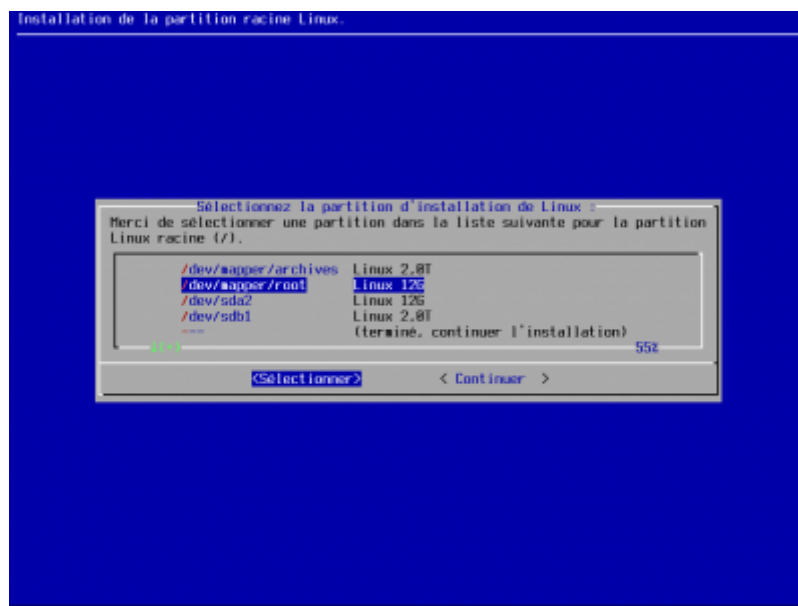 Installation de la partition racine Linux.
Sélectionnez la partition d'installation de Linux :
Merci de sélectionner une partition dans la liste suivante pour la partition
Linux racine (/).
/dev/mapper/archives Linux 2,0T
/dev/mapper/root Linux 12G
/dev/sda2 Linux 12G
/dev/sdb1 Linux 2,0T
--- (terminé, continuer l'installation)
↓(+) 55%
<Sélectionner> < Continuer >